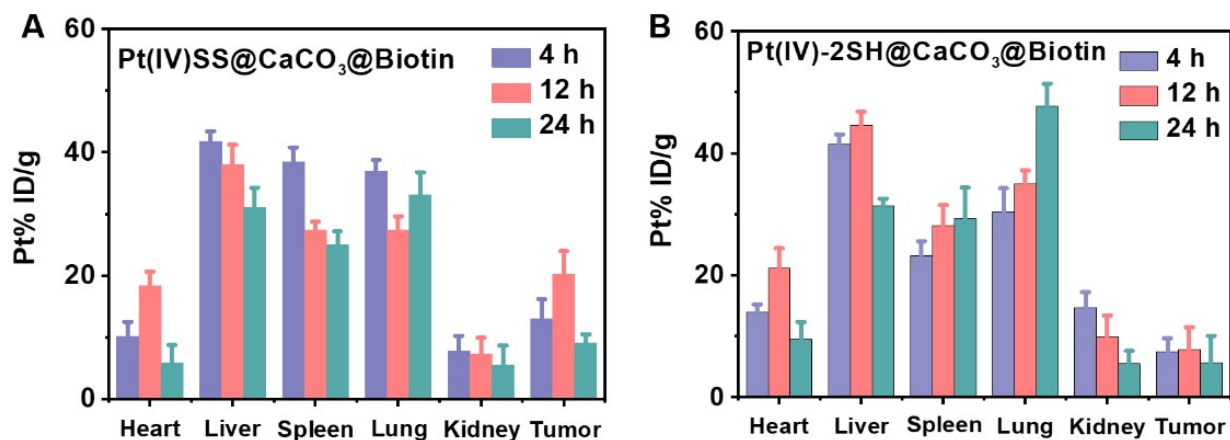 A
Pt(IV)SS@CaCO3@Biotin
4 h
12 h
24 h
Pt% ID/g
60
40
20
0
Heart Liver Spleen Lung Kidney Tumor
B
Pt(IV)-2SH@CaCO3@Biotin
4 h
12 h
24 h
Pt% ID/g
60
40
20
0
Heart Liver Spleen Lung Kidney Tumor